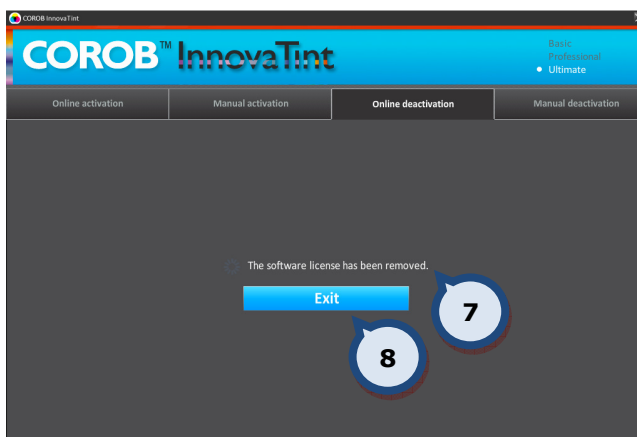 COROB InnovaTint
COROB™ InnovaTint
Basic
Professional
Ultimate
Online activation
Manual activation
Online deactivation
Manual deactivation
The software license has been removed.
7
Exit
8